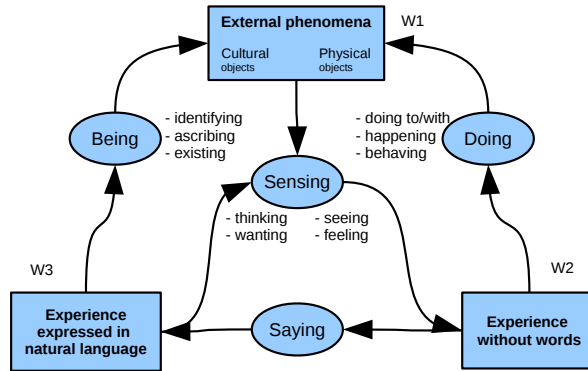 External phenomena
W1
Cultural
objects
Physical
objects
Being
- identifying
- ascribing
- existing
- doing to/with
- happening
- behaving
Doing
Sensing
- thinking
- wanting
- seeing
- feeling
W3
W2
Experience
expressed in
natural language
Saying
Experience
without words